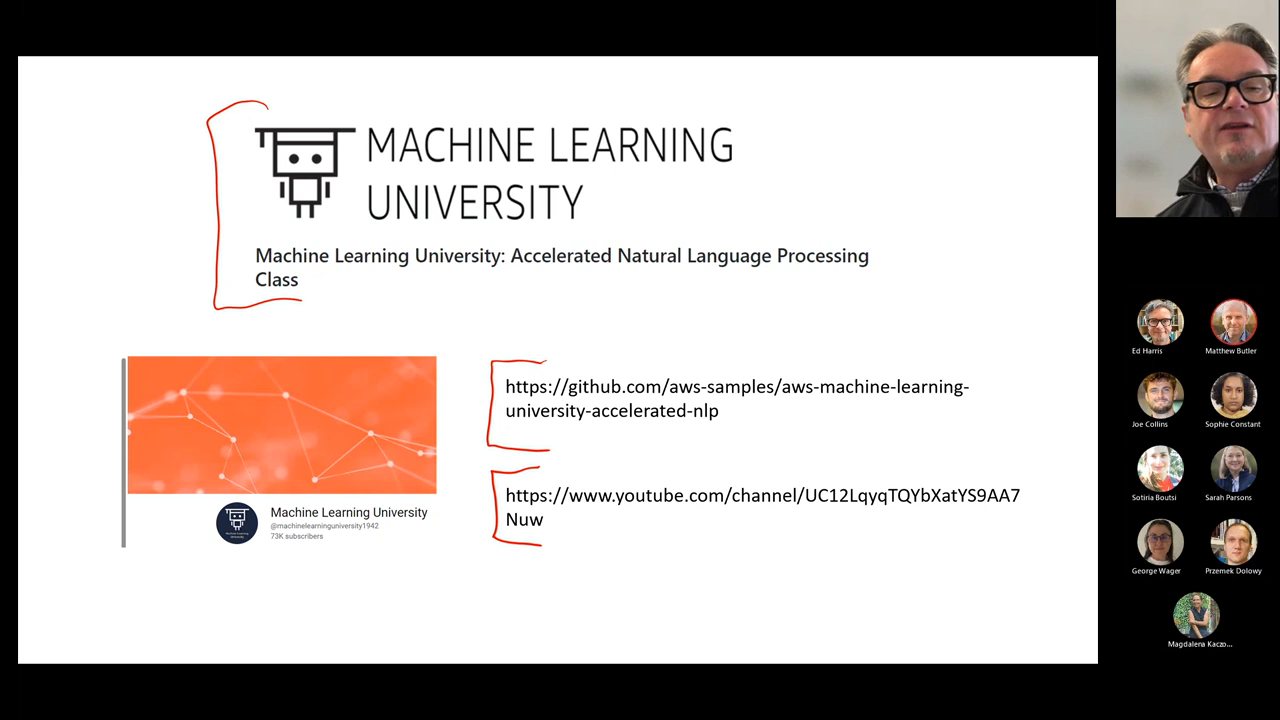 MACHINE LEARNING
UNIVERSITY
Machine Learning University: Accelerated Natural Language Processing
Class
https://github.com/aws-samples/aws-machine-learning-
university-accelerated-nlp
https://www.youtube.com/channel/UC12LqyqTQYbXatYS9AA7
Nuw
Machine Learning University
@machinelearninguniversity1942
73K subscribers
Ed Harris
Matthew Butler
Joe Collins
Sophie Constant
Sotiria Boutsi
Sarah Parsons
George Wager
Przemek Dolowy
Magdalena Kaczo...